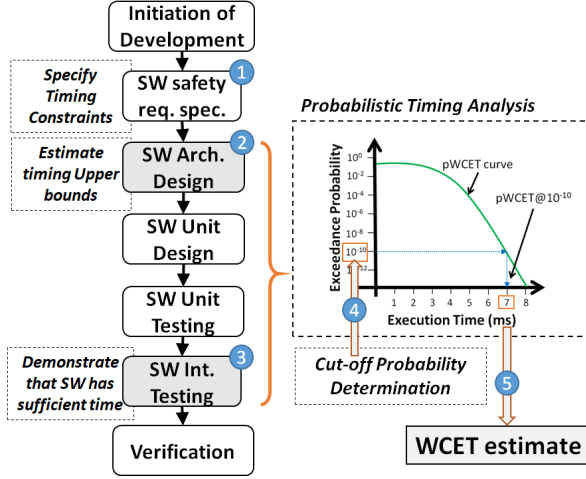 Initiation of
Development
Specify
Timing
Constraints
1
SW safety
req. spec.
Estimate
timing Upper
bounds
2
SW Arch.
Design
SW Unit
Design
SW Unit
Testing
Demonstrate
that SW has
sufficient time
3
SW Int.
Testing
Verification
Probabilistic Timing Analysis
Exceedance Probability
10⁰
10⁻²
10⁻⁴
10⁻⁶
10⁻⁸
10⁻¹⁰
10⁻¹²
pWCET curve
pWCET@10⁻¹⁰
1 2 3 4 5 6 7 8
Execution Time (ms)
4
Cut-off Probability
Determination
5
WCET estimate